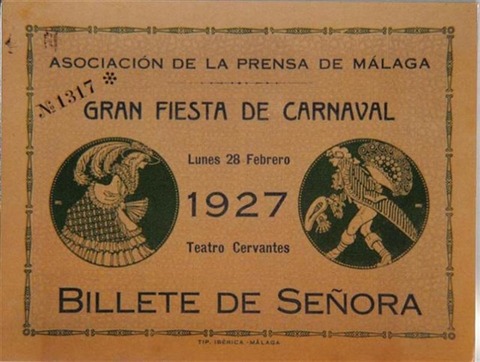 ASOCIACIÓN DE LA PRENSA DE MÁLAGA
№ 1317 *
GRAN FIESTA DE CARNAVAL
Lunes 28 Febrero
1927
Teatro Cervantes
BILLETE DE SEÑORA
TIP. IBÉRICA - MÁLAGA